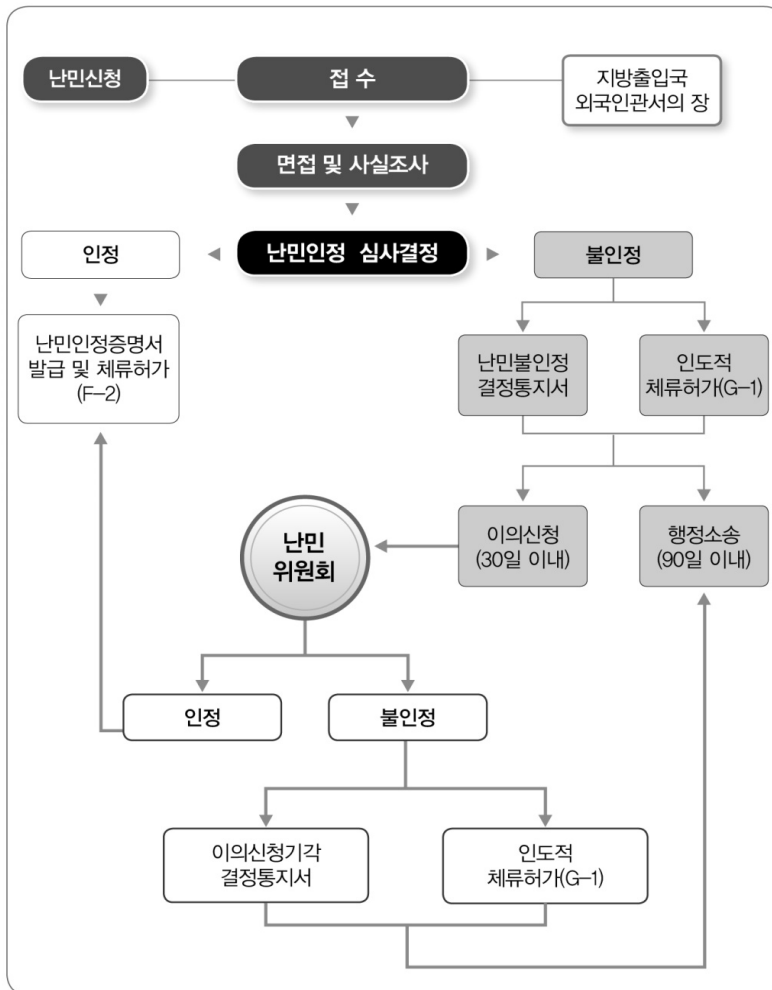 난민신청
접 수
지방출입국
외국인관서의 장
면접 및 사실조사
인정
난민인정 심사결정
불인정
난민인정증명서
발급 및 체류허가
(F-2)
난민불인정
결정통지서
인도적
체류허가(G-1)
난민
위원회
이의신청
(30일 이내)
행정소송
(90일 이내)
인정
불인정
이의신청기각
결정통지서
인도적
체류허가(G-1)